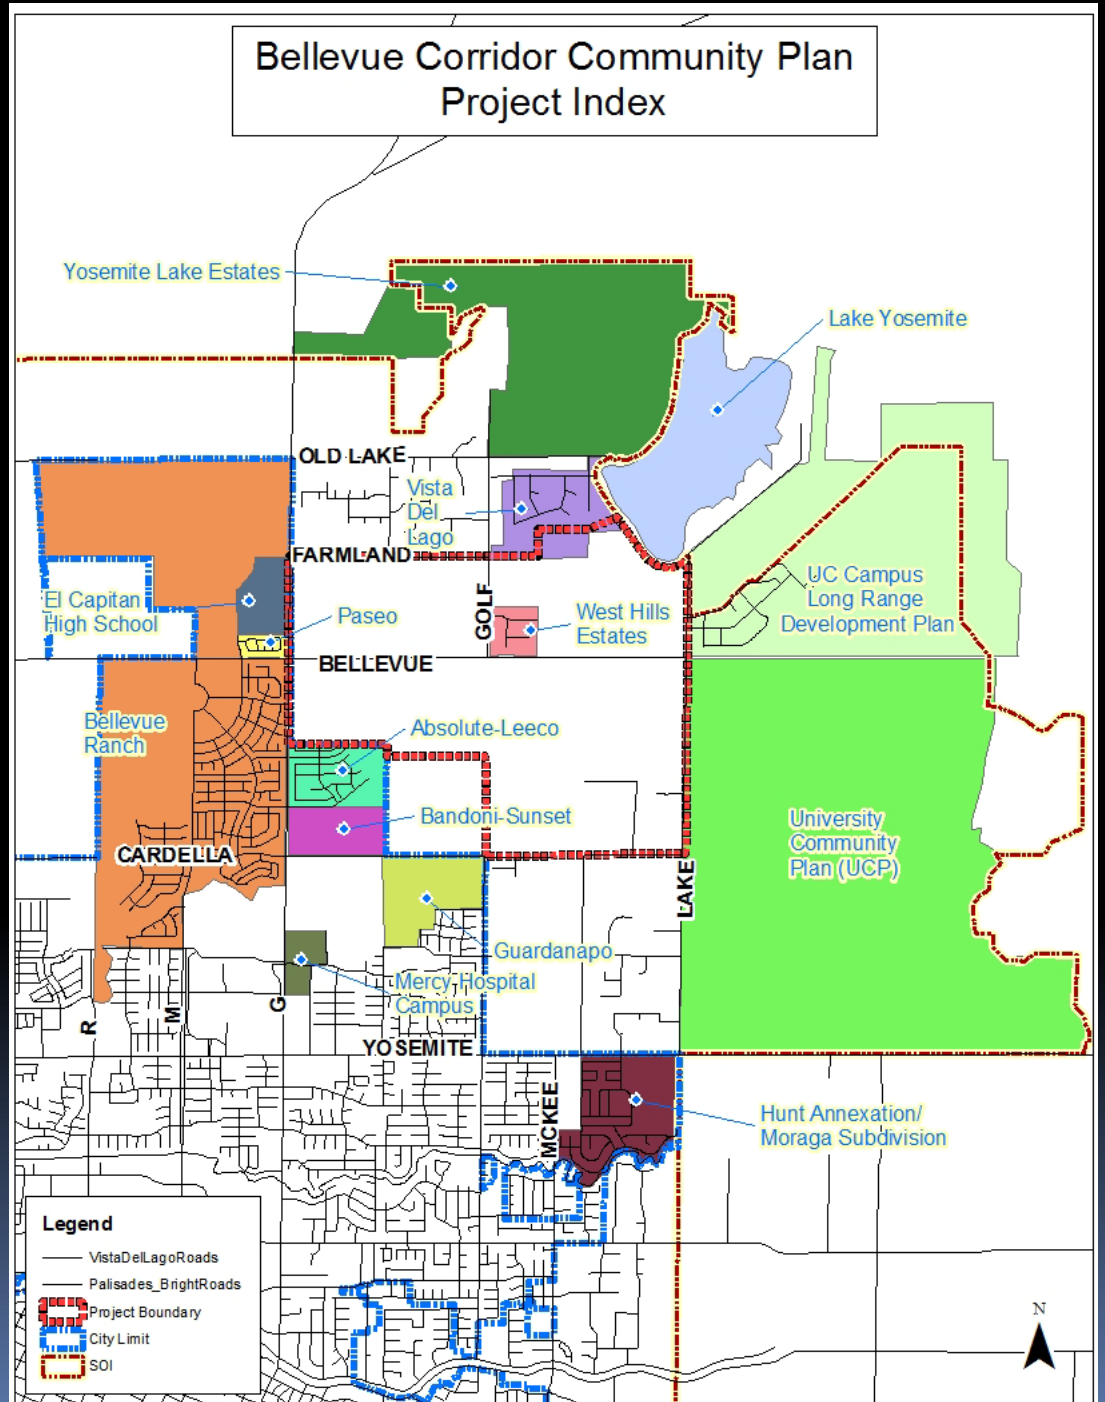 Bellevue Corridor Community Plan
Project Index
Yosemite Lake Estates
Lake Yosemite
OLD LAKE
Vista
Del
Lago
FARMLAND
El Capitan
High School
Paseo
GOLF
West Hills
Estates
UC Campus
Long Range
Development Plan
BELLEVUE
Bellevue
Ranch
Absolute-Leeco
Bandoni-Sunset
University
Community
Plan (UCP)
CARDELLA
LAKE
Guardanapo
Mercy Hospital
Campus
R
M
G
YOSEMITE
MCKEE
Hunt Annexation/
Moraga Subdivision
Legend
VistaDelLagoRoads
Palisades_BrightRoads
Project Boundary
City Limit
SOI
N